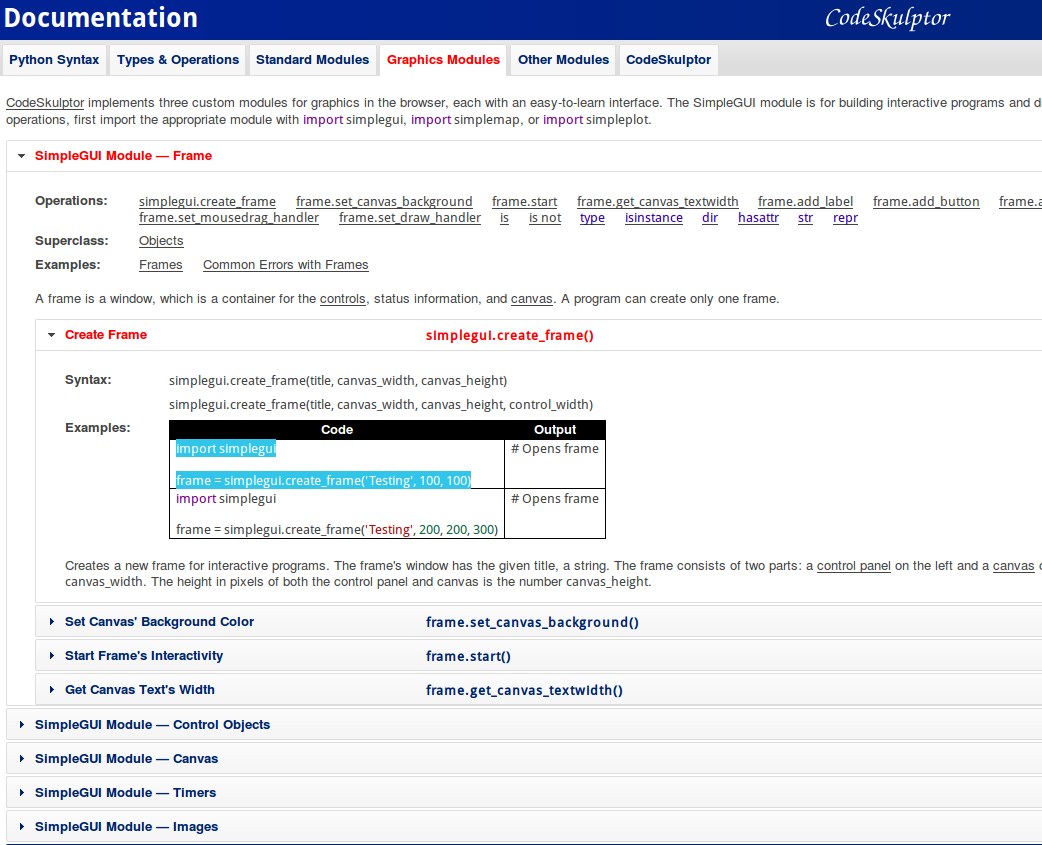 Documentation
CodeSkulptor
Python Syntax Types & Operations Standard Modules Graphics Modules Other Modules CodeSkulptor
CodeSkulptor implements three custom modules for graphics in the browser, each with an easy-to-learn interface. The SimpleGUI module is for building interactive programs and
operations, first import the appropriate module with import simplegui, import simplemap, or import simpleplot.
SimpleGUI Module — Frame
Operations: simplegui.create_frame frame.set_canvas_background frame.start frame.get_canvas_textwidth frame.add_label frame.add_button
frame.set_mousedrag_handler frame.set_draw_handler is is not type isinstance dir hasattr str repr
Superclass: Objects
Examples: Frames Common Errors with Frames
A frame is a window, which is a container for the controls, status information, and canvas. A program can create only one frame.
Create Frame simplegui.create_frame()
Syntax: simplegui.create_frame(title, canvas_width, canvas_height)
simplegui.create_frame(title, canvas_width, canvas_height, control_width)
Examples: Code Output
import simplegui # Opens frame
frame = simplegui.create_frame('Testing', 100, 100)
import simplegui # Opens frame
frame = simplegui.create_frame('Testing', 200, 200, 300)
Creates a new frame for interactive programs. The frame's window has the given title, a string. The frame consists of two parts: a control panel on the left and a canvas
canvas_width. The height in pixels of both the control panel and canvas is the number canvas_height.
Set Canvas' Background Color frame.set_canvas_background()
Start Frame's Interactivity frame.start()
Get Canvas Text's Width frame.get_canvas_textwidth()
SimpleGUI Module — Control Objects
SimpleGUI Module — Canvas
SimpleGUI Module — Timers
SimpleGUI Module — Images